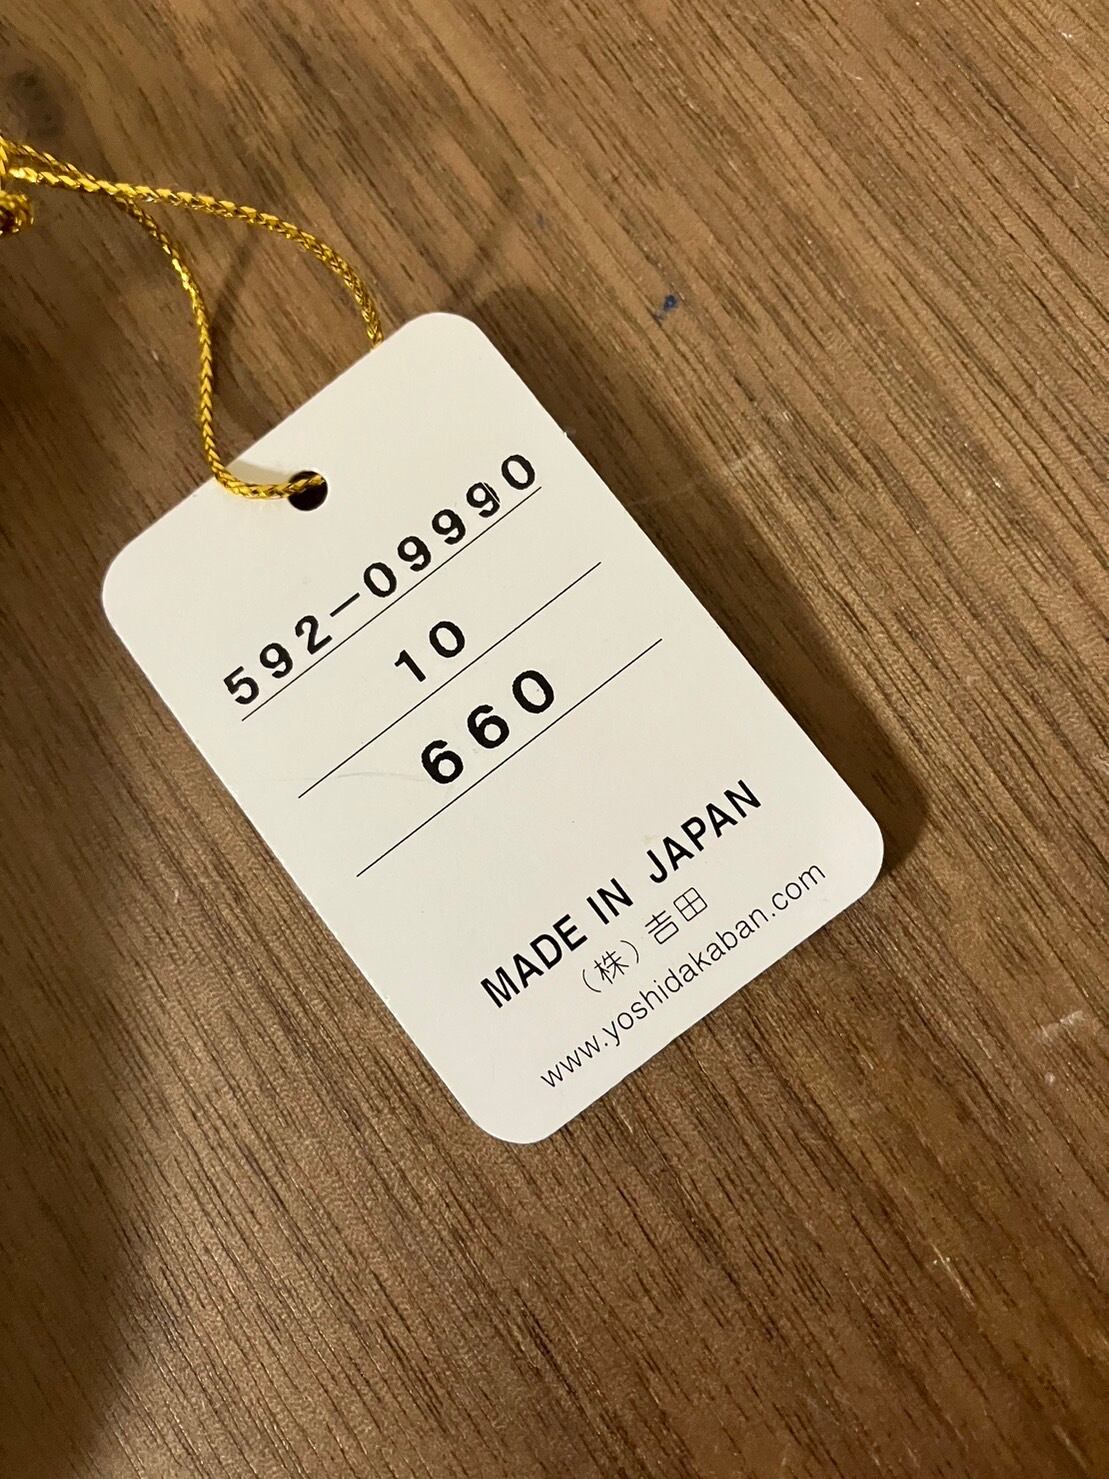 592-09990
10
660
MADE IN JAPAN
(株)吉田
www.yoshidakaban.com